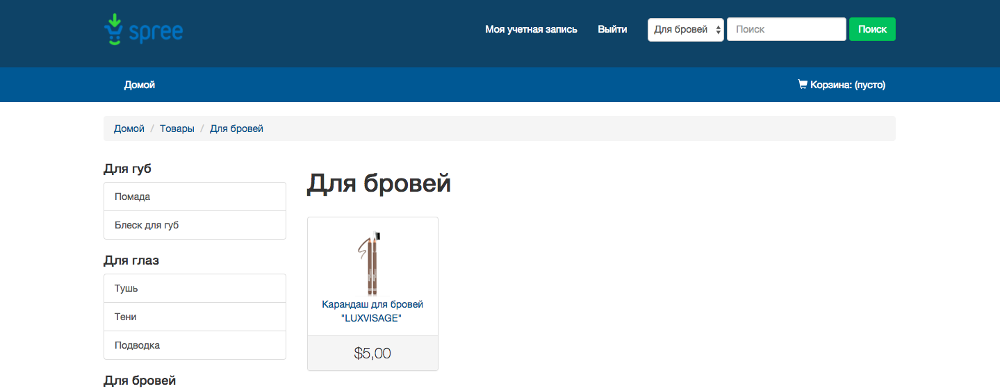 spree
Моя учетная запись
Выйти
Для бровей
Поиск
Поиск
Домой
Корзина: (пусто)
Домой / Товары / Для бровей
Для губ
Помада
Блеск для губ
Для глаз
Тушь
Тени
Подводка
Для бровей
Для бровей
Карандаш для бровей
"LUXVISAGE"
$5,00